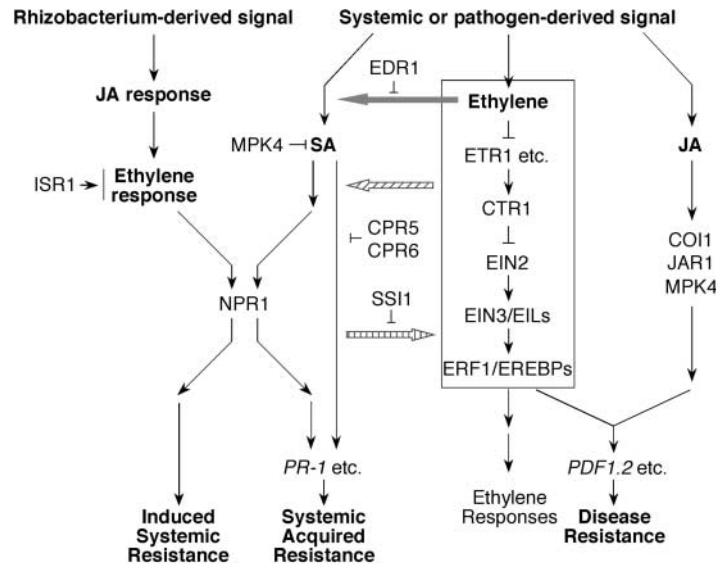 Rhizobacterium-derived signal
Systemic or pathogen-derived signal
EDR1
JA response
Ethylene
MPK4
SA
ETR1 etc.
JA
ISR1
Ethylene
response
CTR1
CPR5
CPR6
EIN2
COI1
JAR1
MPK4
NPR1
SSI1
EIN3/EILs
ERF1/EREBPs
PR-1 etc.
PDF1.2 etc.
Induced
Systemic
Resistance
Systemic
Acquired
Resistance
Ethylene
Responses
Disease
Resistance